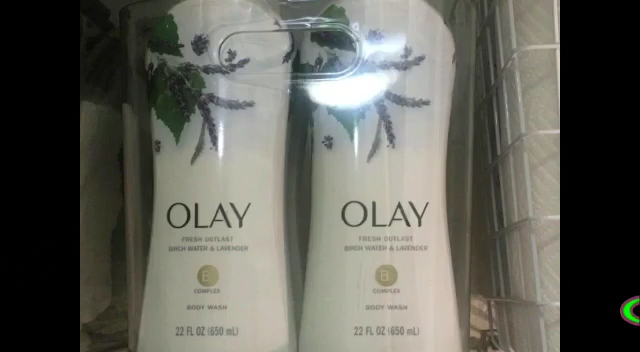 OLAY
FRESH OUTLAST
BIRCH WATER & LAVENDER
COMPLEX
BODY WASH
22 FL OZ (650 mL)
OLAY
FRESH OUTLAST
BIRCH WATER & LAVENDER
B3
COMPLEX
BODY WASH
22 FL OZ (650 mL)